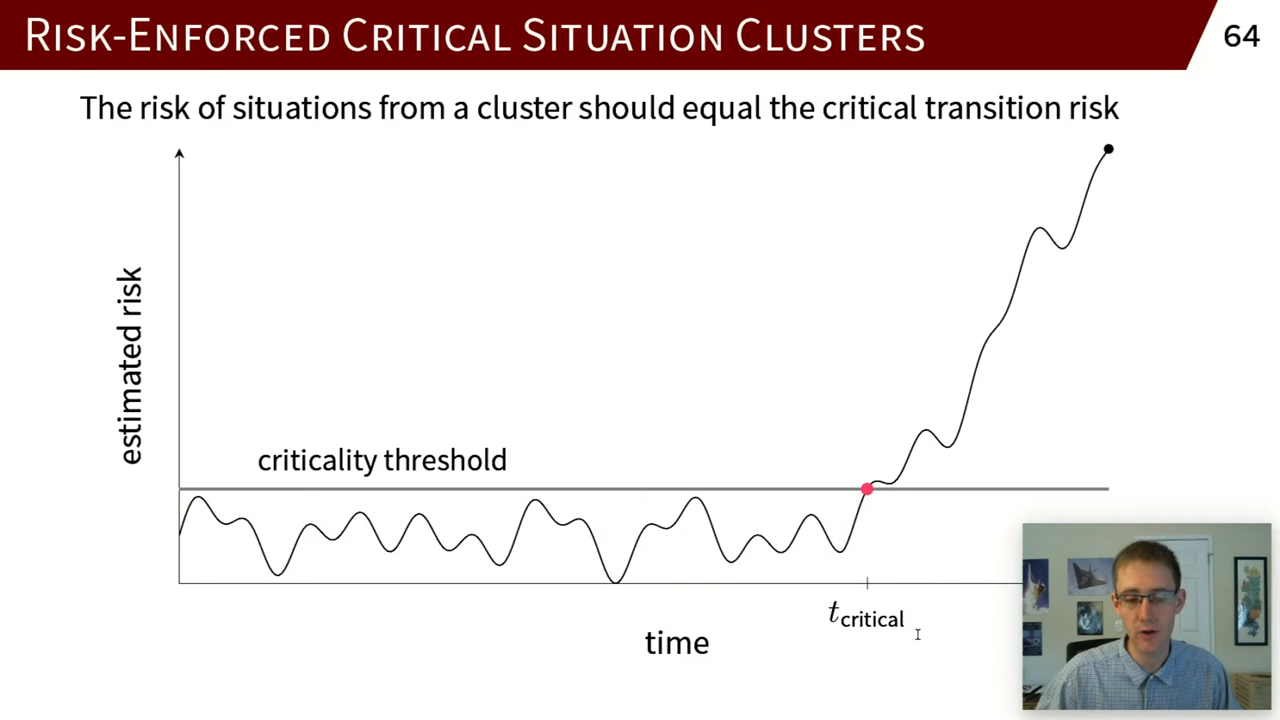 RISK-ENFORCED CRITICAL SITUATION CLUSTERS
64
The risk of situations from a cluster should equal the critical transition risk
estimated risk
criticality threshold
t_critical
time